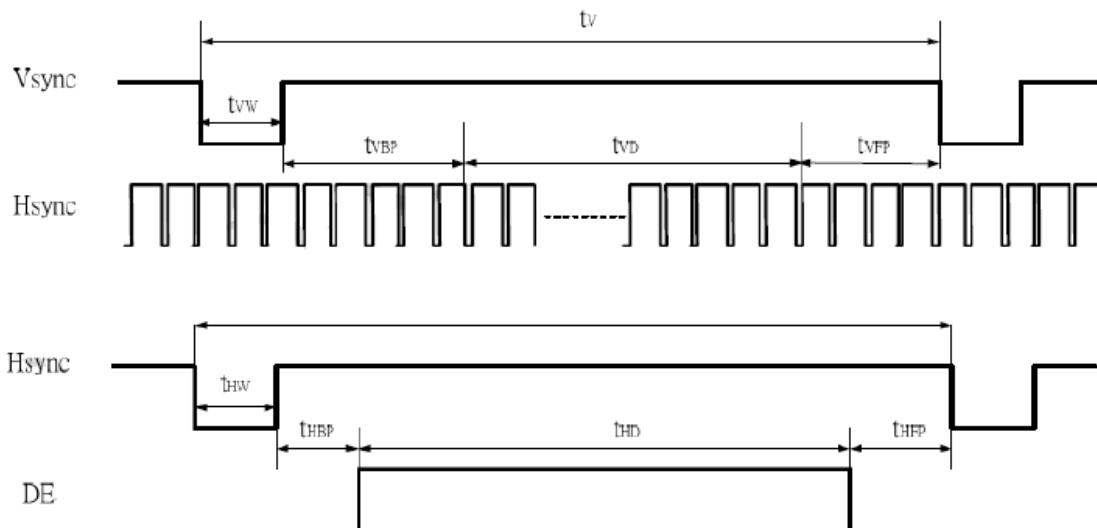 tV
Vsync
tVW
tVBP
tVD
tVFP
Hsync
Hsync
tHW
tHBP
tHD
tHFP
DE